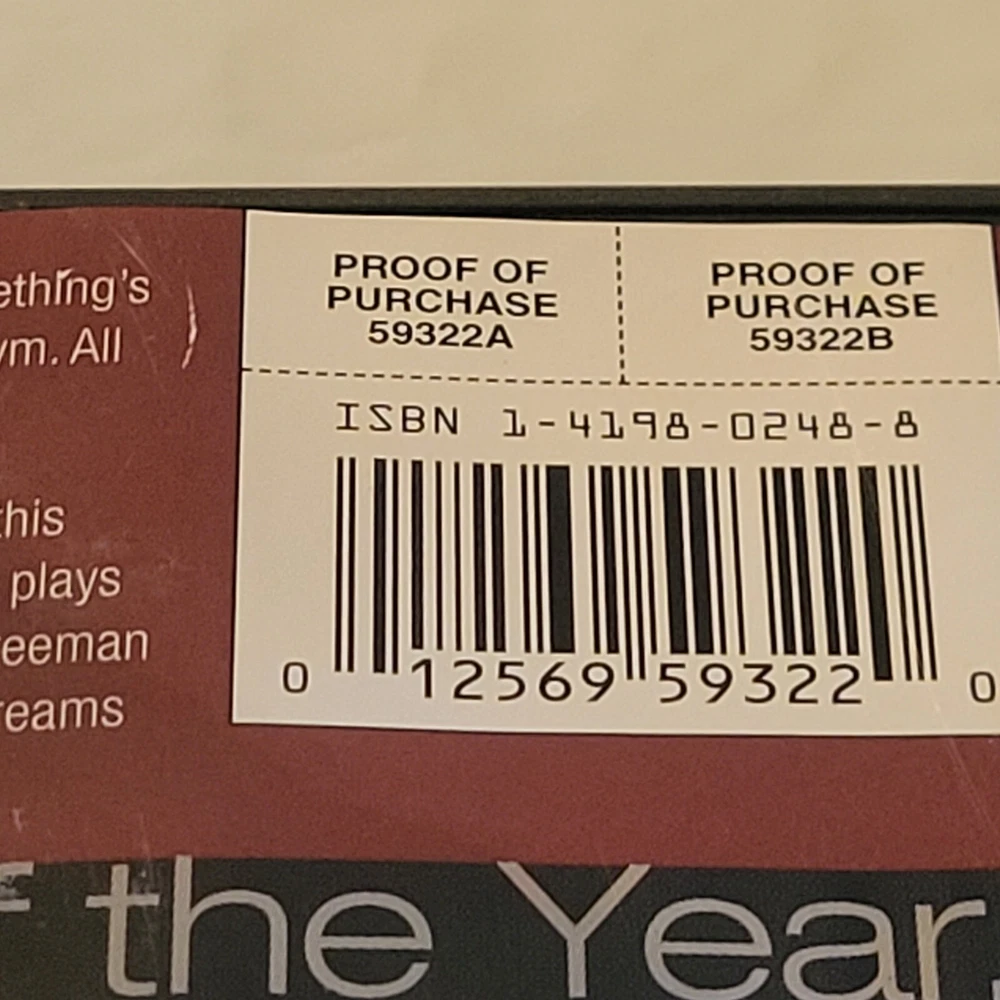 ething's
ym. All
this
plays
eeman
reams
PROOF OF
PURCHASE
59322A
PROOF OF
PURCHASE
59322B
ISBN 1-4198-0248-8
0 12569 59322 0
f the Year.